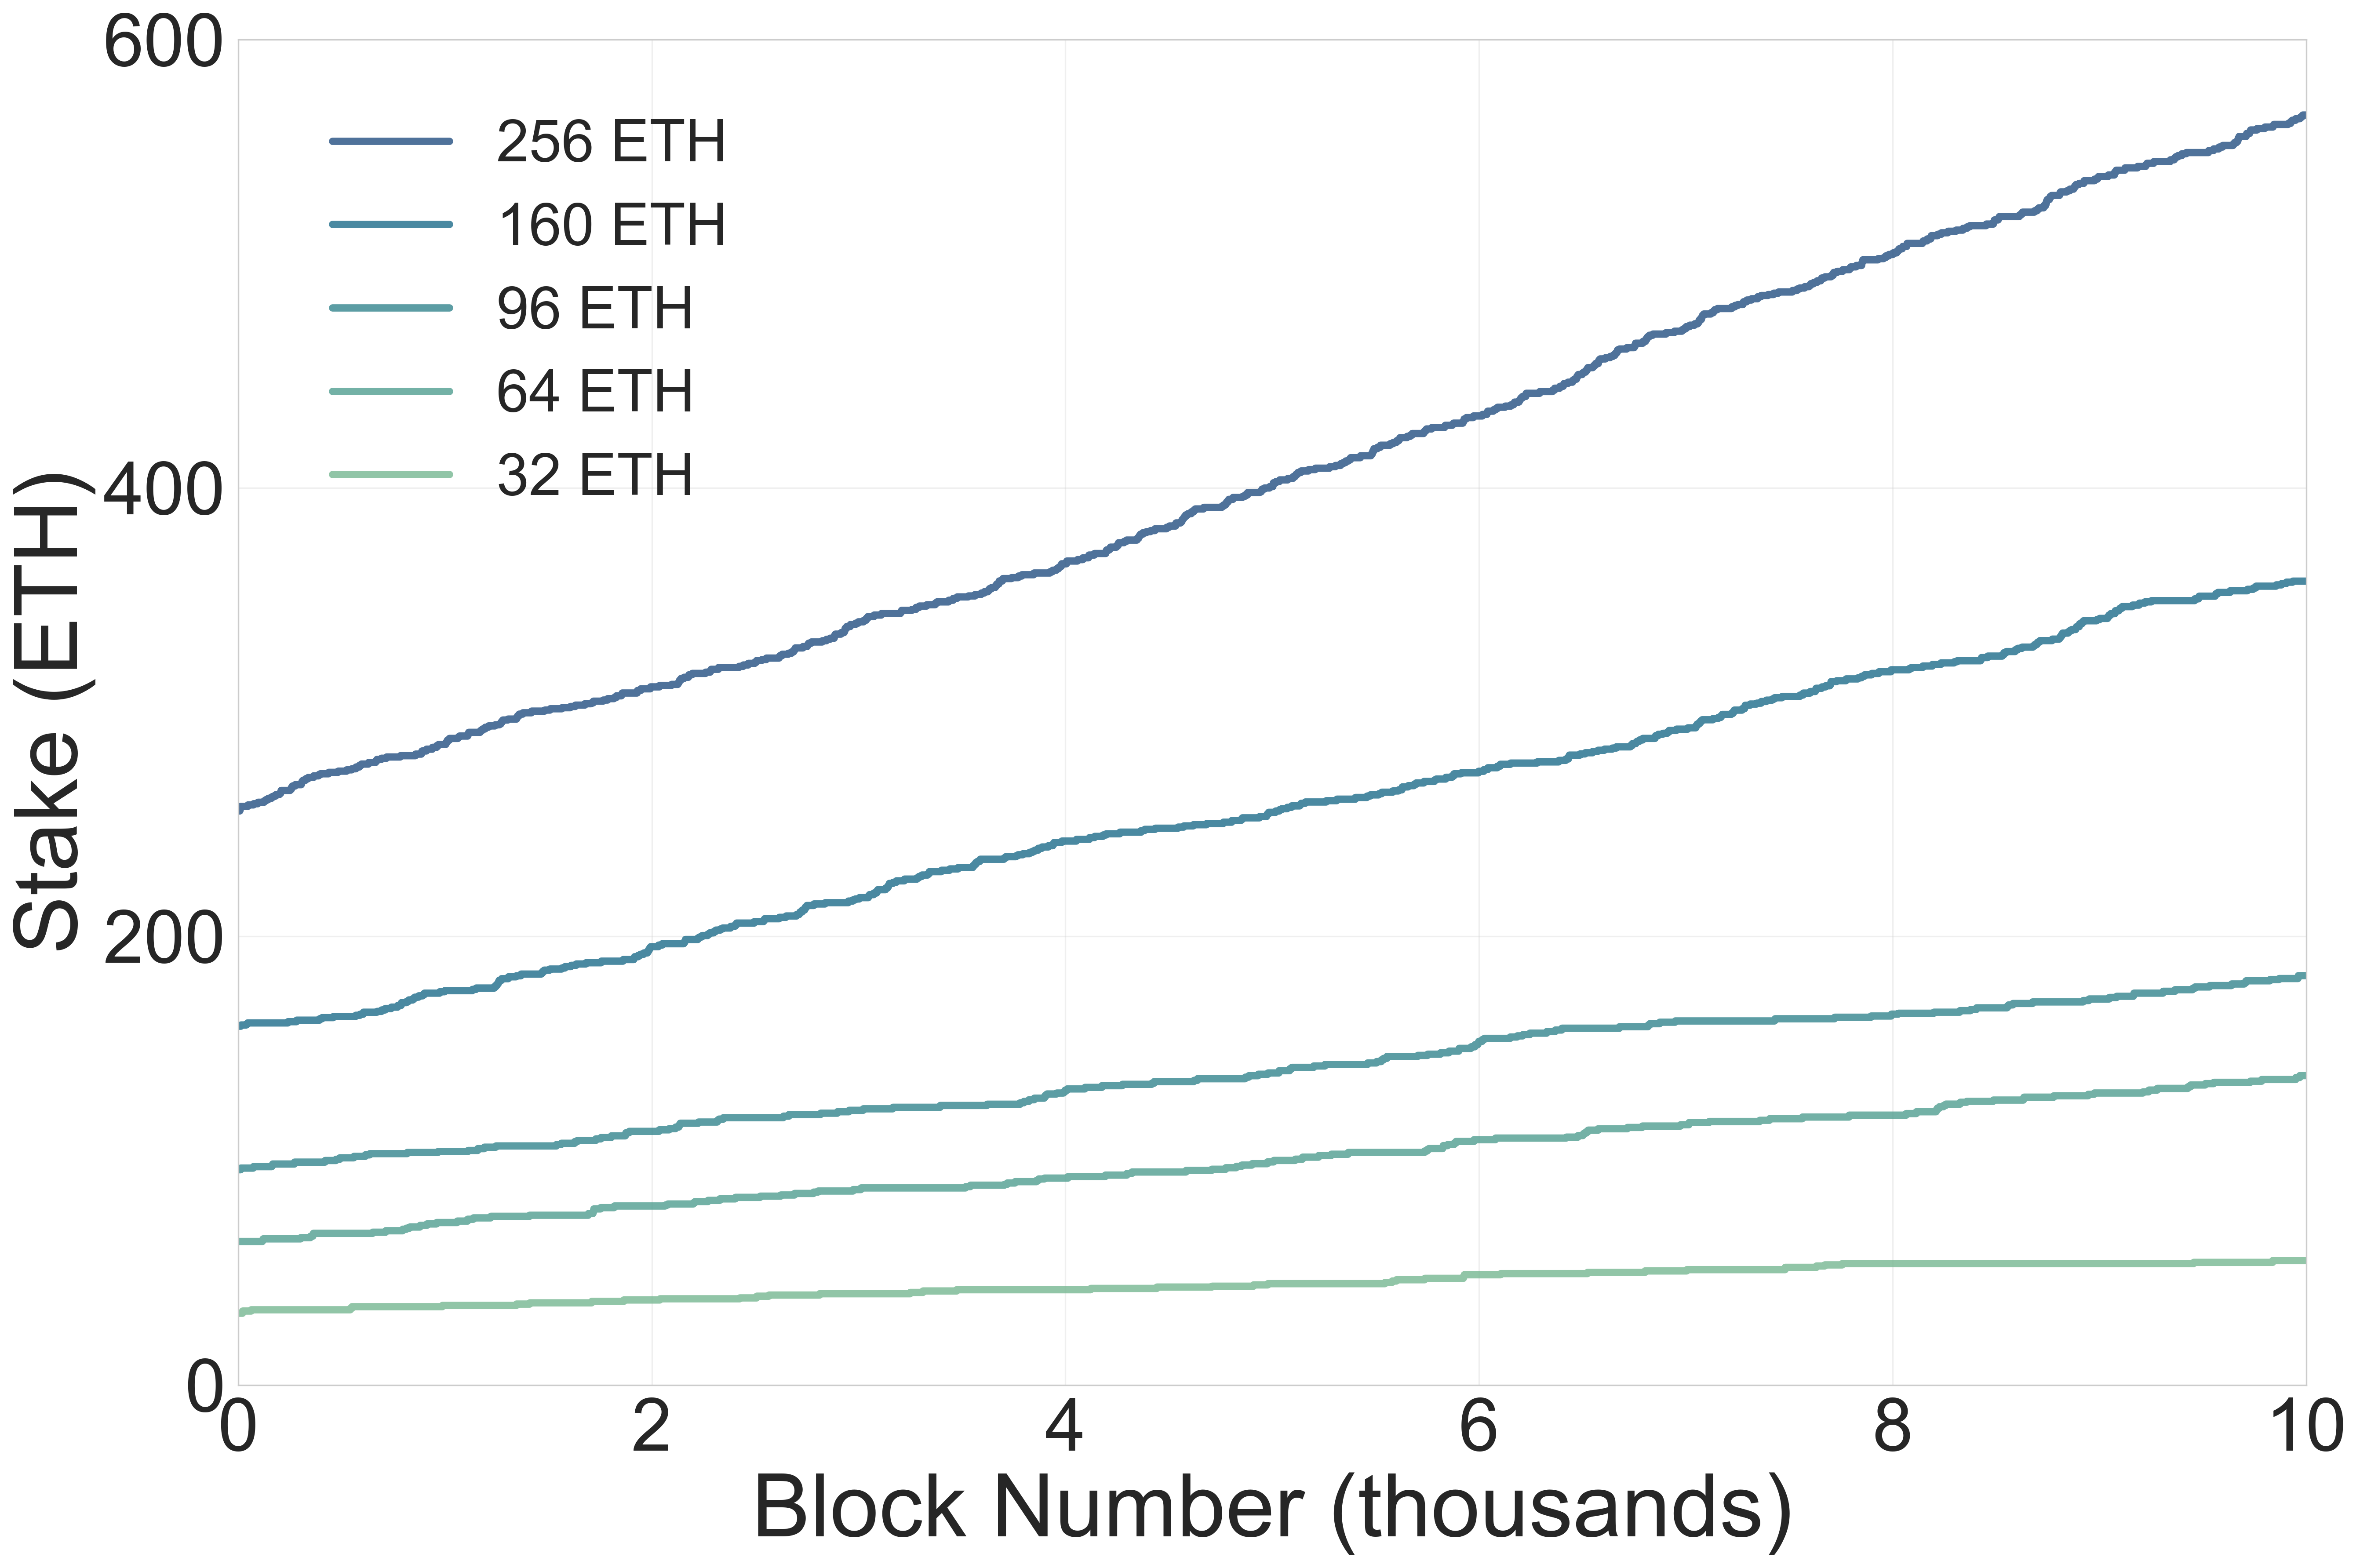 600
400
200
0
Stake (ETH)
256 ETH
160 ETH
96 ETH
64 ETH
32 ETH
0 2 4 6 8 10
Block Number (thousands)